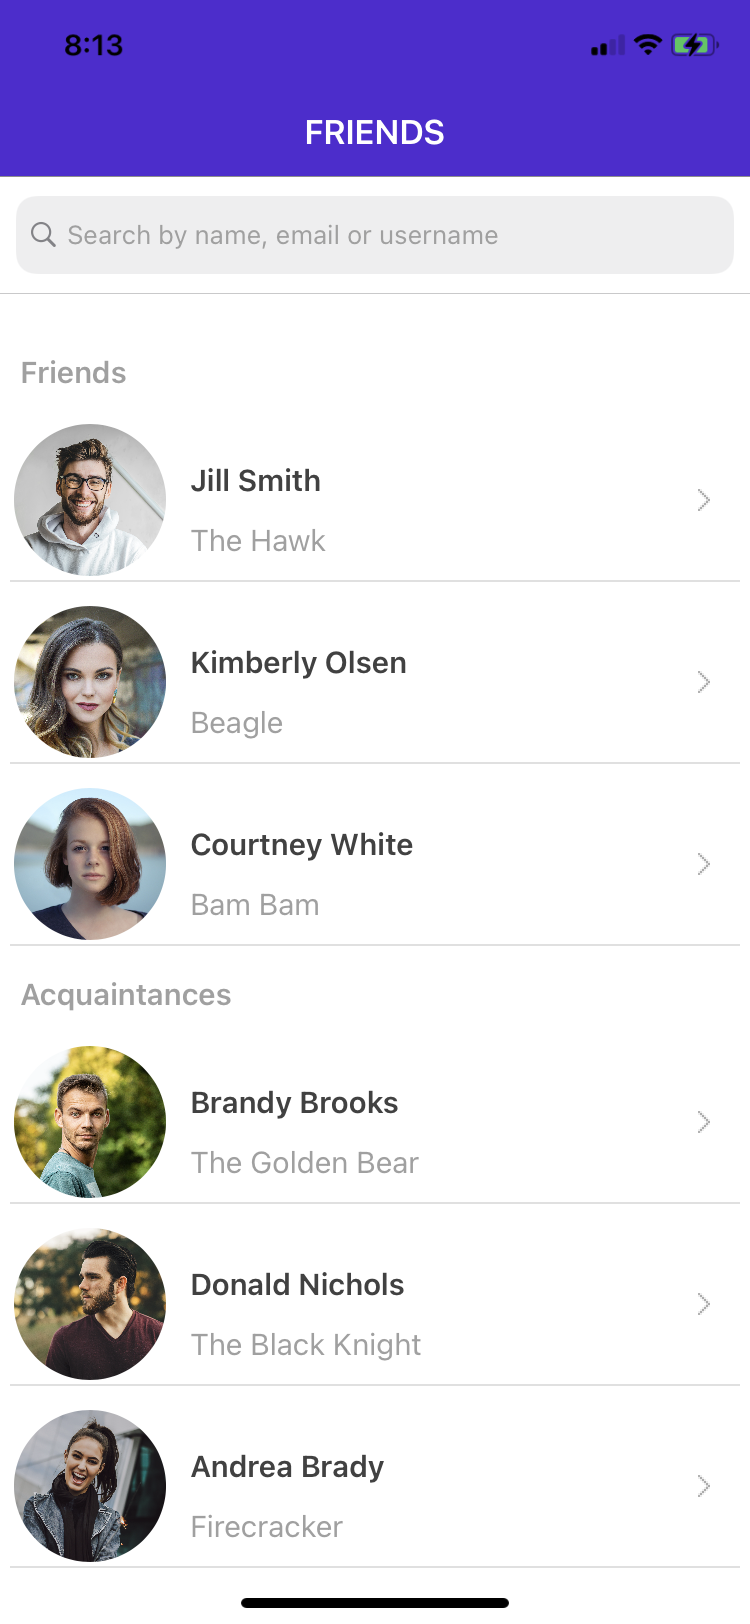 8:13
FRIENDS
Search by name, email or username
Friends
Jill Smith
The Hawk
Kimberly Olsen
Beagle
Courtney White
Bam Bam
Acquaintances
Brandy Brooks
The Golden Bear
Donald Nichols
The Black Knight
Andrea Brady
Firecracker